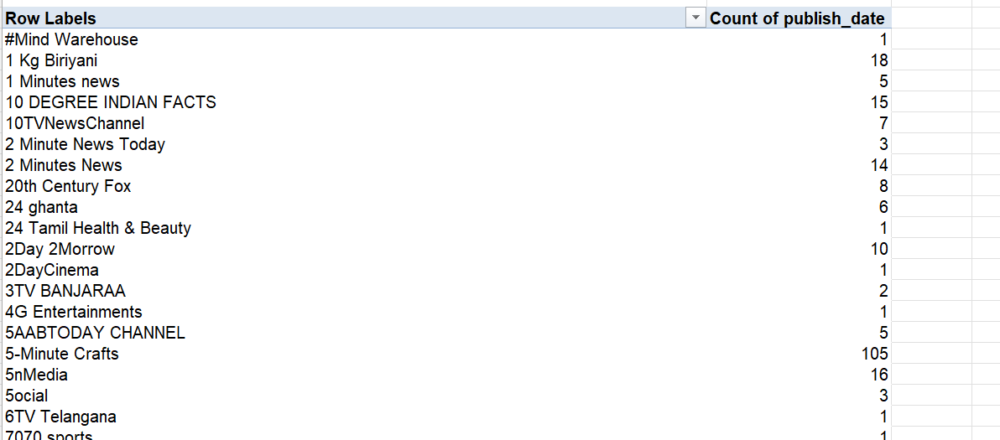 Row Labels Count of publish_date
#Mind Warehouse 1
1 Kg Biriyani 18
1 Minutes news 5
10 DEGREE INDIAN FACTS 15
10TVNewsChannel 7
2 Minute News Today 3
2 Minutes News 14
20th Century Fox 8
24 ghanta 6
24 Tamil Health & Beauty 1
2Day 2Morrow 10
2DayCinema 1
3TV BANJARAA 2
4G Entertainments 1
5AABTODAY CHANNEL 5
5-Minute Crafts 105
5nMedia 16
5ocial 3
6TV Telangana 1
7070 sports 1